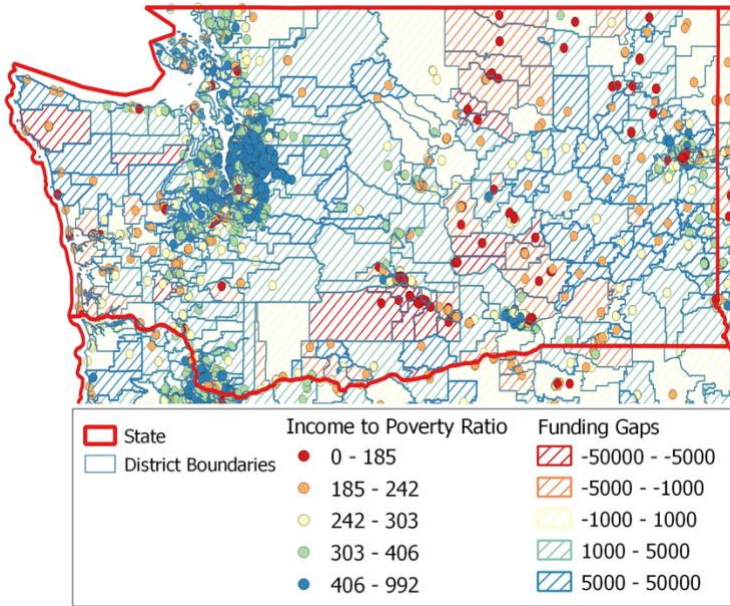 State
District Boundaries
Income to Poverty Ratio
0 - 185
185 - 242
242 - 303
303 - 406
406 - 992
Funding Gaps
-50000 - -5000
-5000 - -1000
-1000 - 1000
1000 - 5000
5000 - 50000